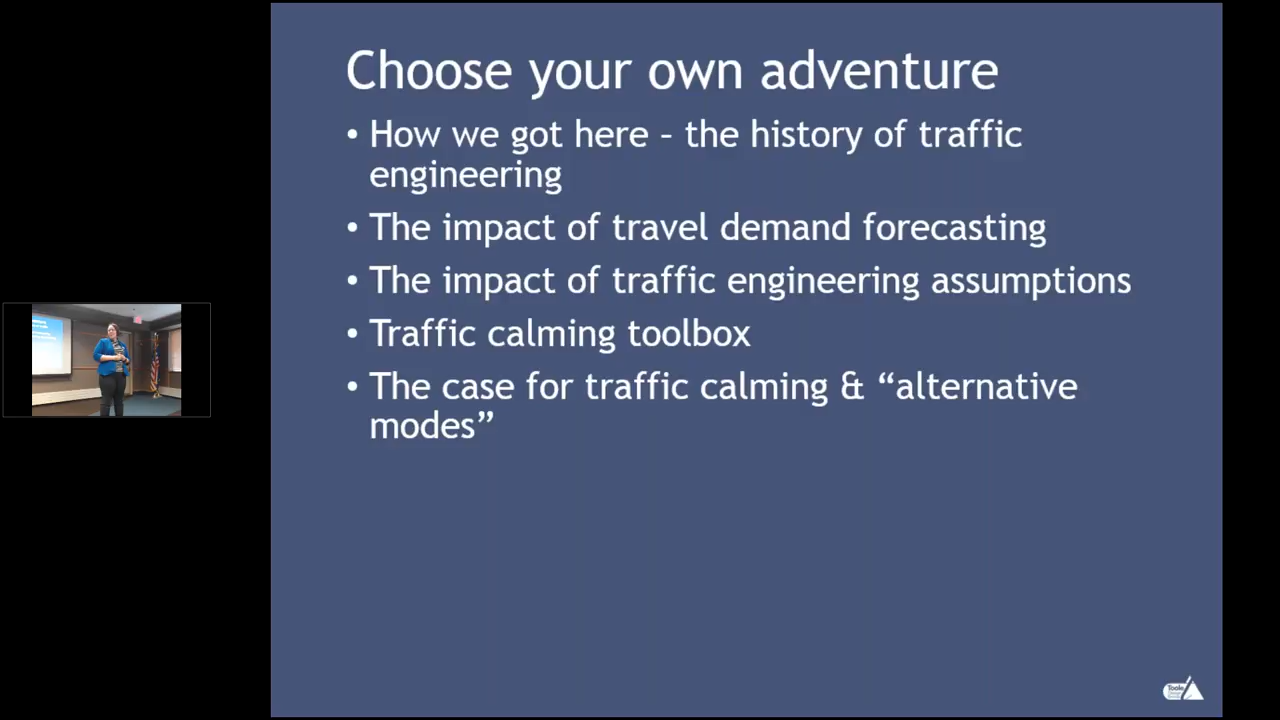 Choose your own adventure
• How we got here – the history of traffic
engineering
• The impact of travel demand forecasting
• The impact of traffic engineering assumptions
• Traffic calming toolbox
• The case for traffic calming & “alternative
modes”
Toole